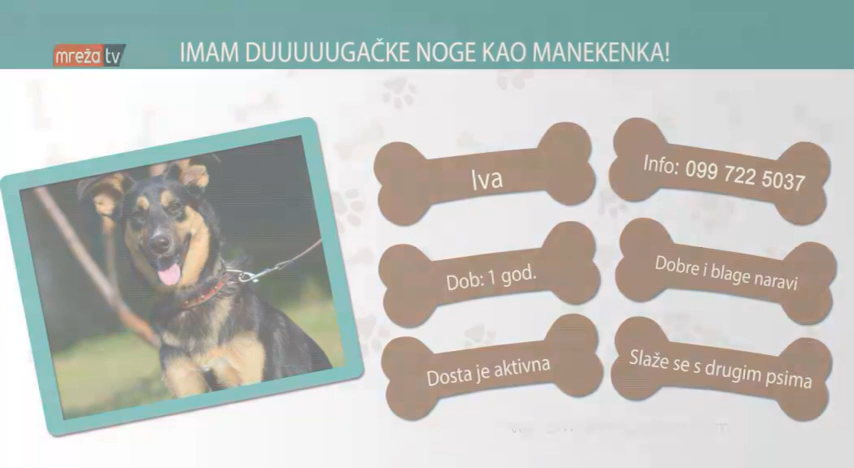 mreža tv
IMAM DUUUUUGAČKE NOGE KAO MANEKENKA!
Iva
Info: 099 722 5037
Dob: 1 god.
Dobre i blage naravi
Dosta je aktivna
Slaže se s drugim psima